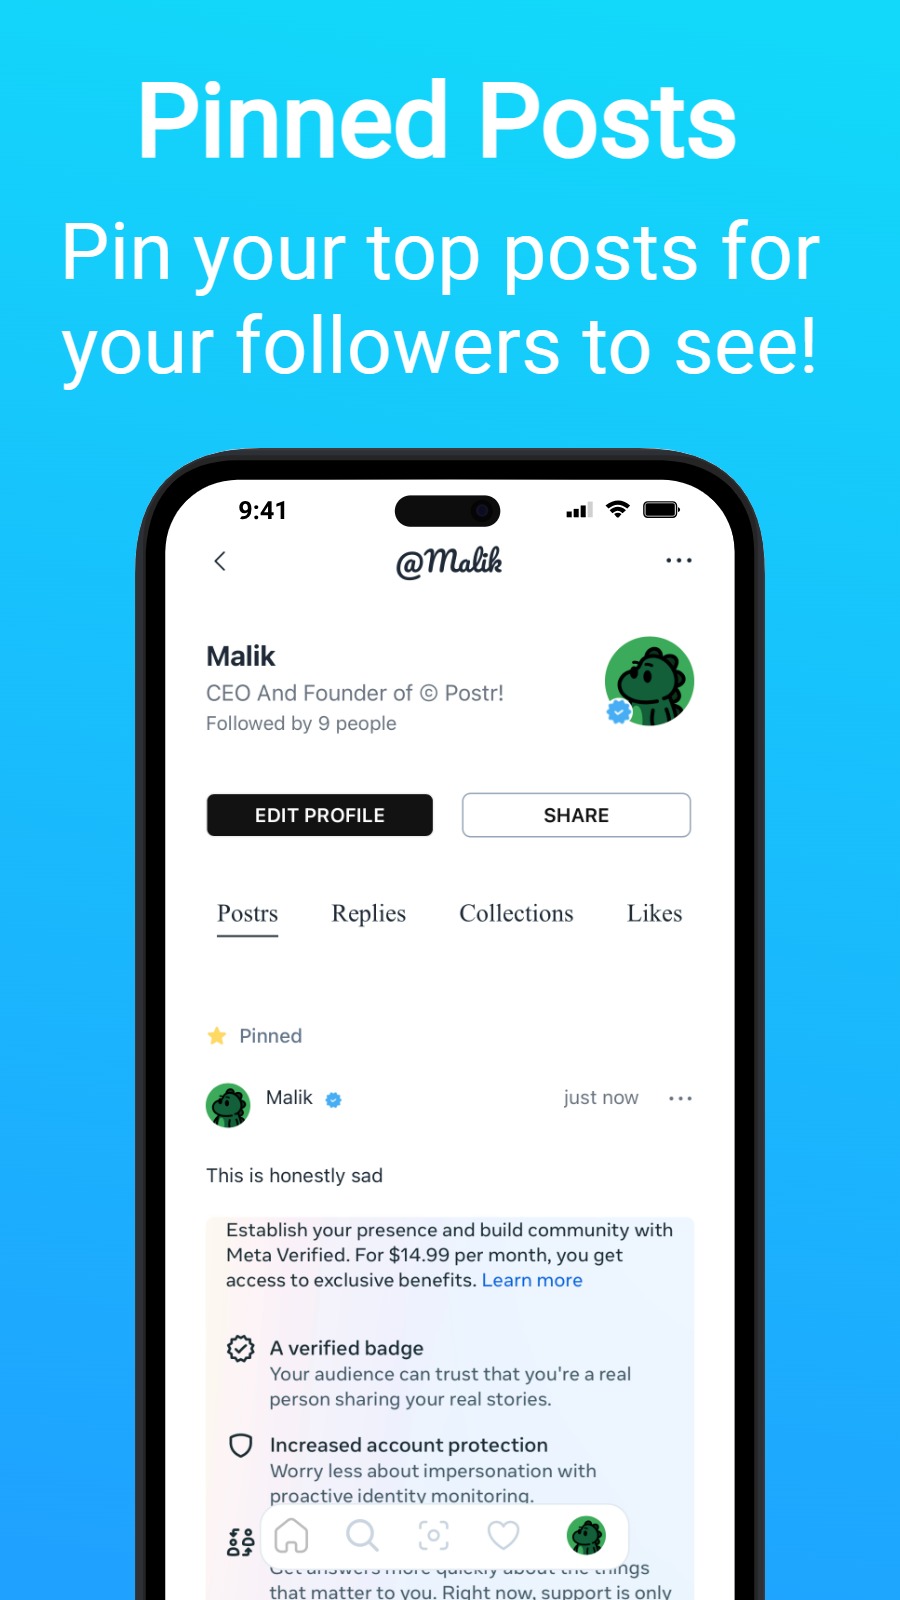 Pinned Posts
Pin your top posts for
your followers to see!
9:41
@Malik
Malik
CEO And Founder of © Postr!
Followed by 9 people
EDIT PROFILE
SHARE
Postrs
Replies
Collections
Likes
Pinned
Malik
just now
This is honestly sad
Establish your presence and build community with
Meta Verified. For $14.99 per month, you get
access to exclusive benefits. Learn more
A verified badge
Your audience can trust that you're a real
person sharing your real stories.
Increased account protection
Worry less about impersonation with
proactive identity monitoring.
Get answers more quickly about the things
that matter to you. Right now, support is only